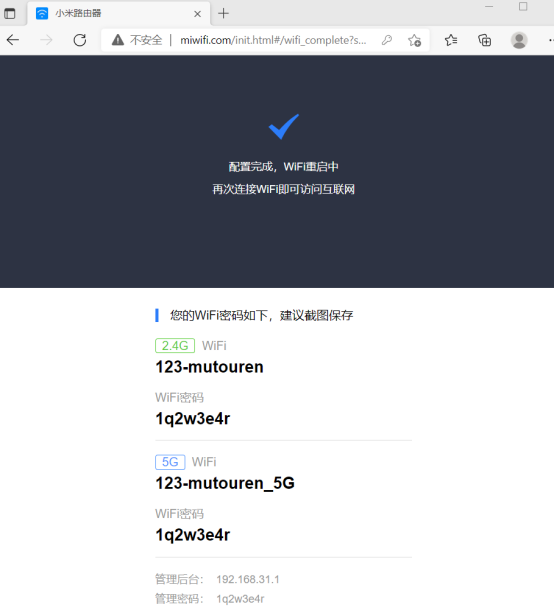 小米路由器
不安全 | miwifi.com/init.html#/wifi_complete?s...
配置完成，WiFi重启中
再次连接WiFi即可访问互联网
您的WiFi密码如下，建议截图保存
2.4G WiFi
123-mutouren
WiFi密码
1q2w3e4r
5G WiFi
123-mutouren_5G
WiFi密码
1q2w3e4r
管理后台： 192.168.31.1
管理密码： 1q2w3e4r